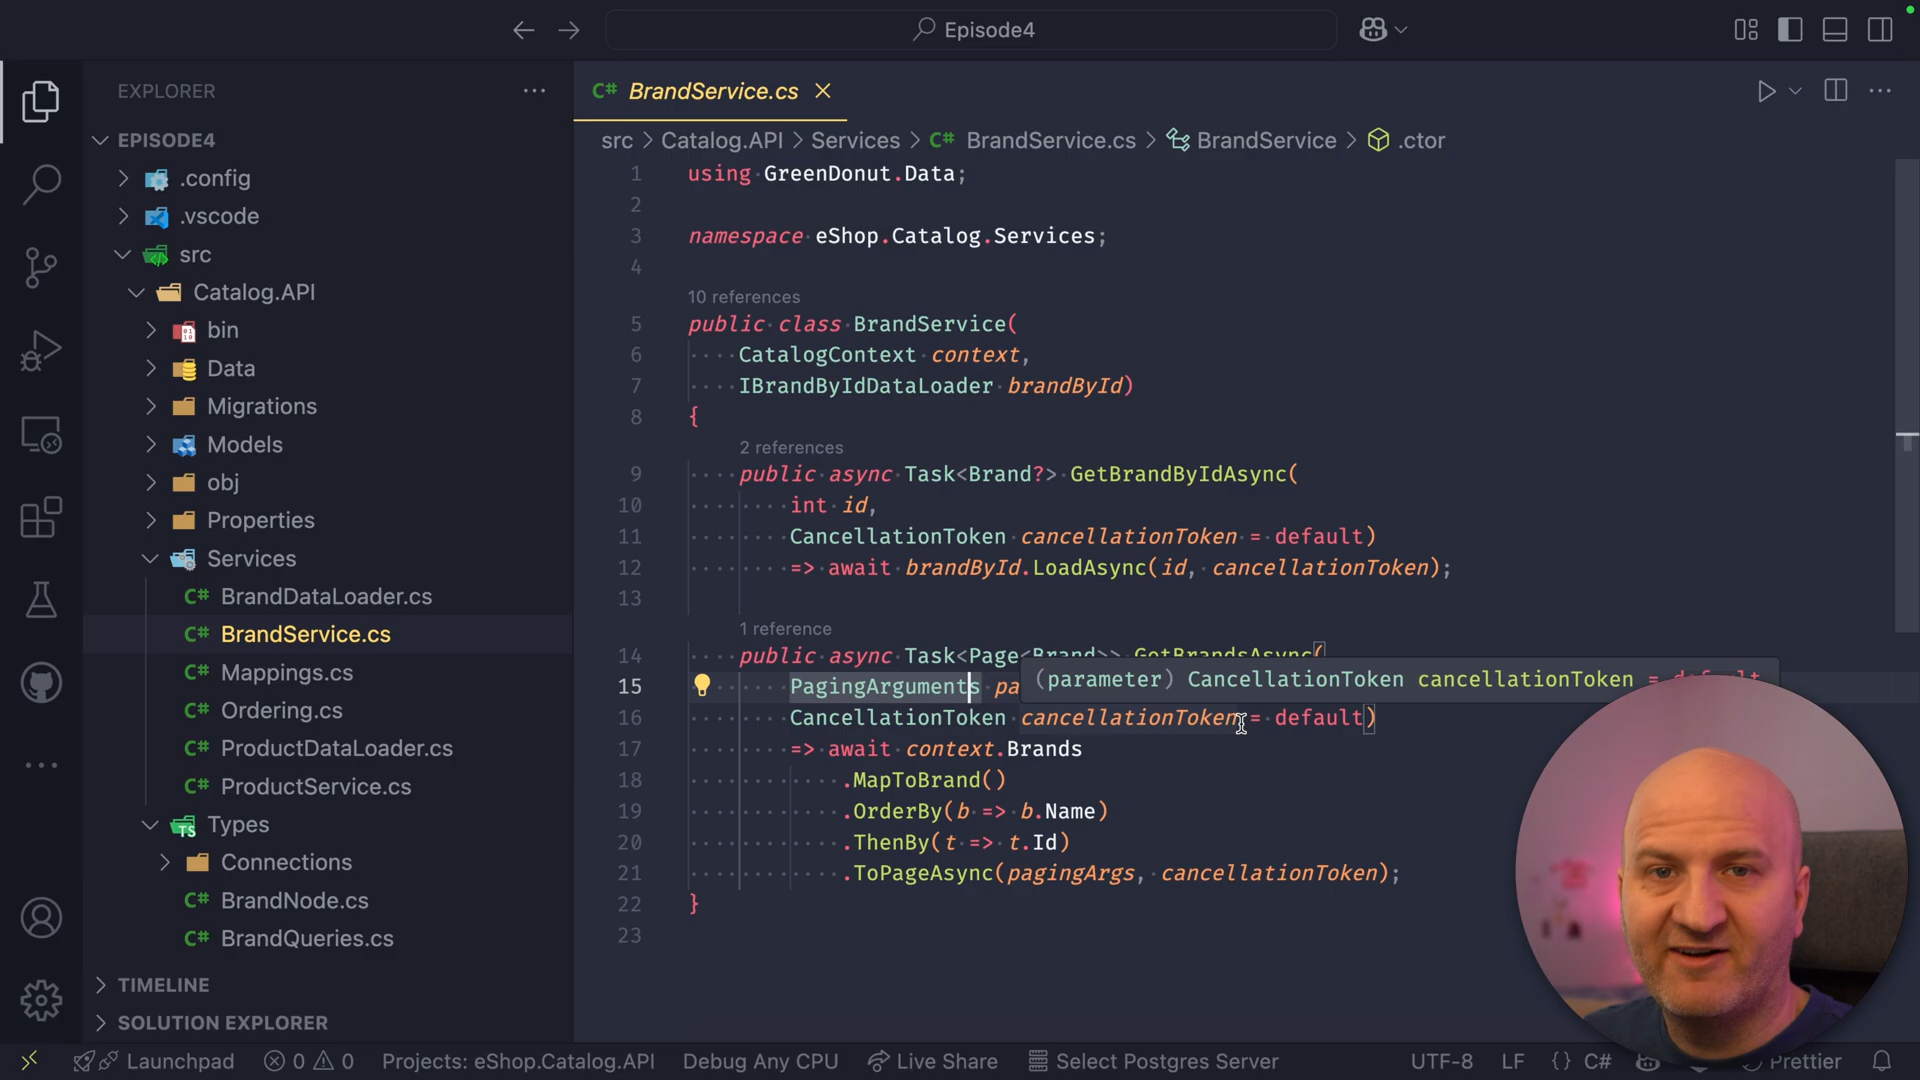 Episode4
EXPLORER
EPISODE4
.config
.vscode
src
Catalog.API
bin
Data
Migrations
Models
obj
Properties
Services
BrandDataLoader.cs
BrandService.cs
Mappings.cs
Ordering.cs
ProductDataLoader.cs
ProductService.cs
Types
Connections
BrandNode.cs
BrandQueries.cs
TIMELINE
SOLUTION EXPLORER
C# BrandService.cs
src > Catalog.API > Services > C# BrandService.cs > BrandService > .ctor
1 using GreenDonut.Data;
2
3 namespace eShop.Catalog.Services;
4
10 references
5 public class BrandService(
6 CatalogContext context,
7 IBrandByIdDataLoader brandById)
8 {
2 references
9 public async Task<Brand?> GetBrandByIdAsync(
10 int id,
11 CancellationToken cancellationToken = default)
12 => await brandById.LoadAsync(id, cancellationToken);
13
1 reference
14 public async Task<Page<Brand>> GetBrandsAsync(
15 PagingArguments pa
(parameter) CancellationToken cancellationToken = default
16 CancellationToken cancellationToken = default)
17 => await context.Brands
18 .MapToBrand()
19 .OrderBy(b => b.Name)
20 .ThenBy(t => t.Id)
21 .ToPageAsync(pagingArgs, cancellationToken);
22 }
23
Launchpad 0 0 Projects: eShop.Catalog.API Debug Any CPU Live Share Select Postgres Server UTF-8 LF {} C# Prettier